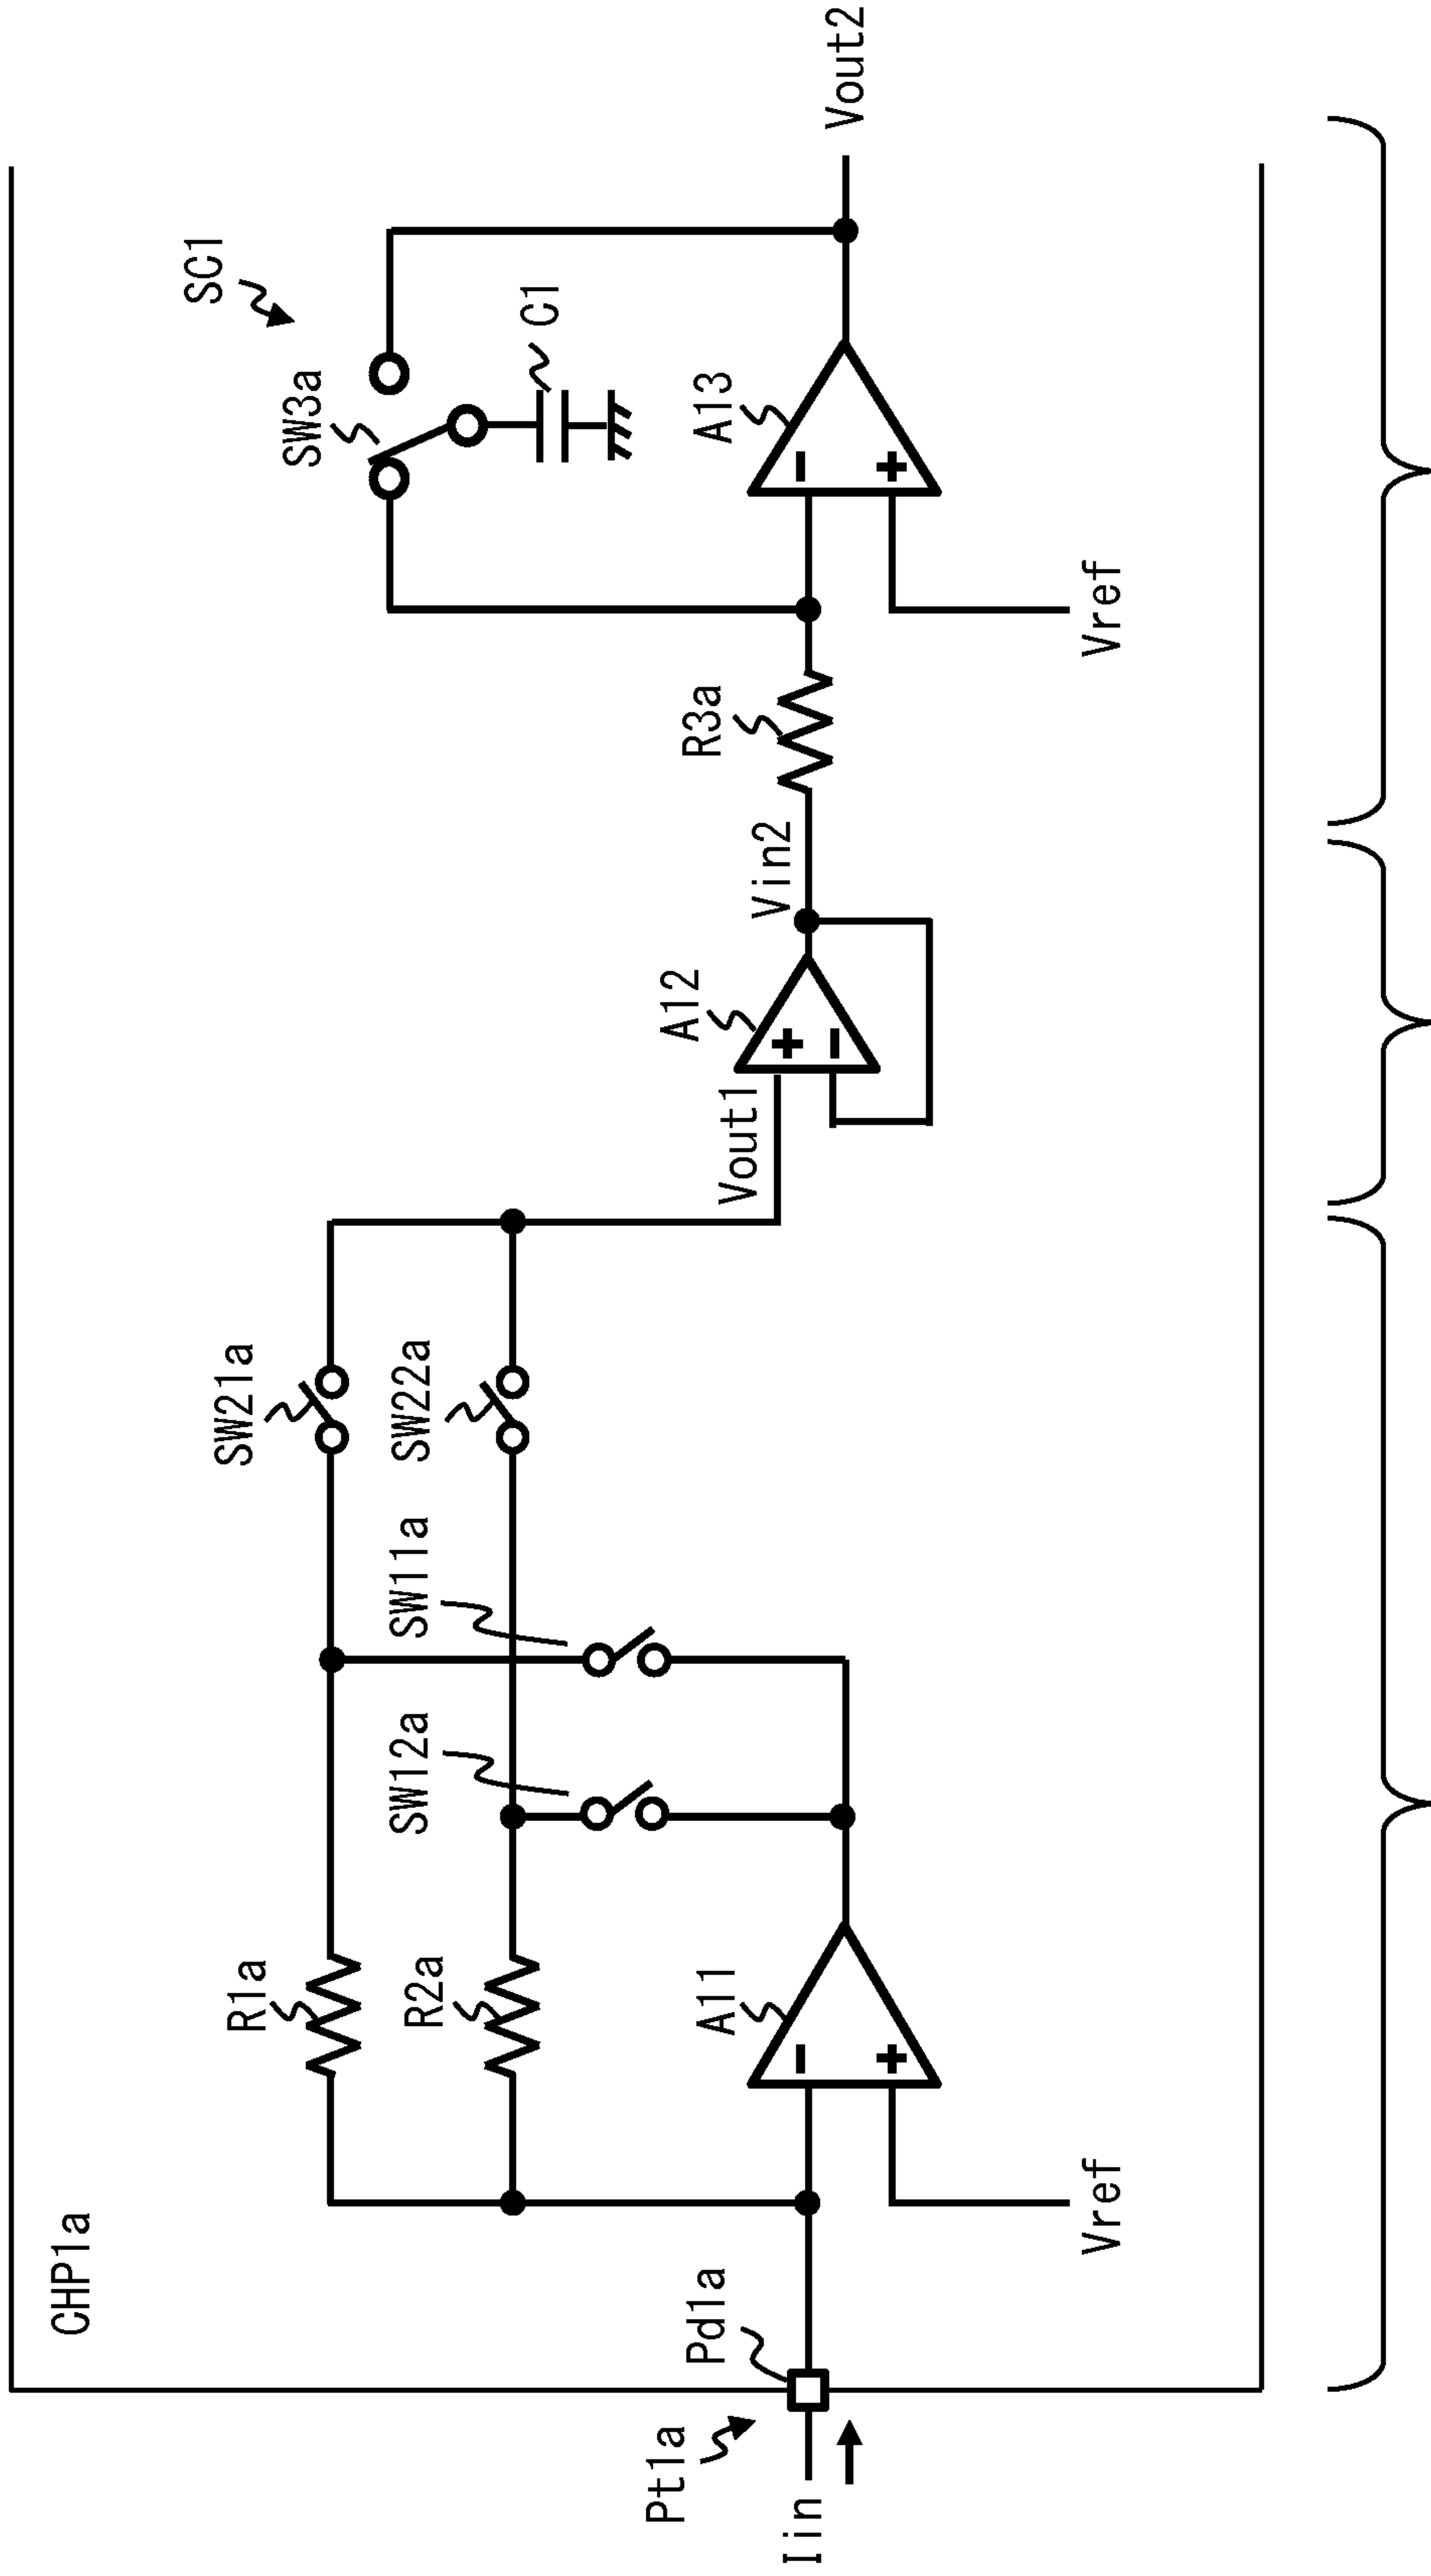 CHP1a
SC1
SW3a
C1
SW21a
R1a
SW22a
SW11a
SW12a
R2a
Pt1a
Pd1a
A11
Vout1
A12
Vin2
R3a
A13
Vout2
Iin
Vref
Vref